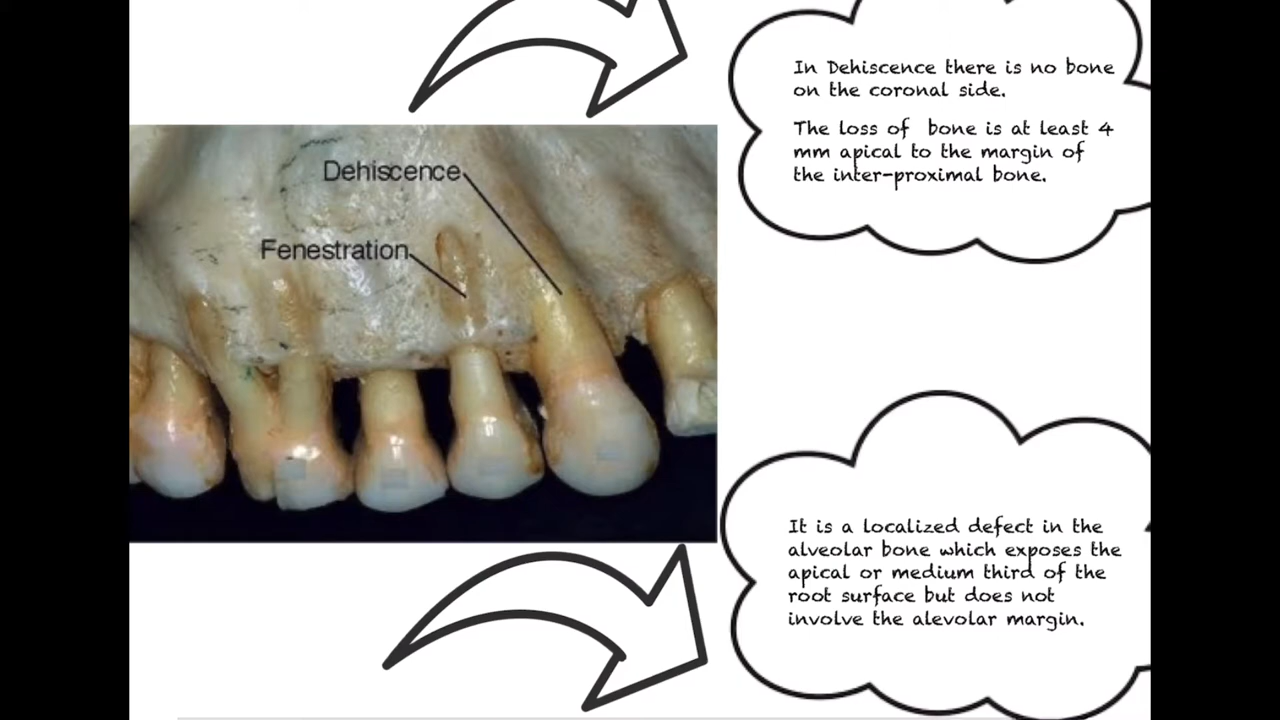 In Dehiscence there is no bone
on the coronal side.
The loss of bone is at least 4
mm apical to the margin of
the inter-proximal bone.
Dehiscence
Fenestration
It is a localized defect in the
alveolar bone which exposes the
apical or medium third of the
root surface but does not
involve the alevolar margin.